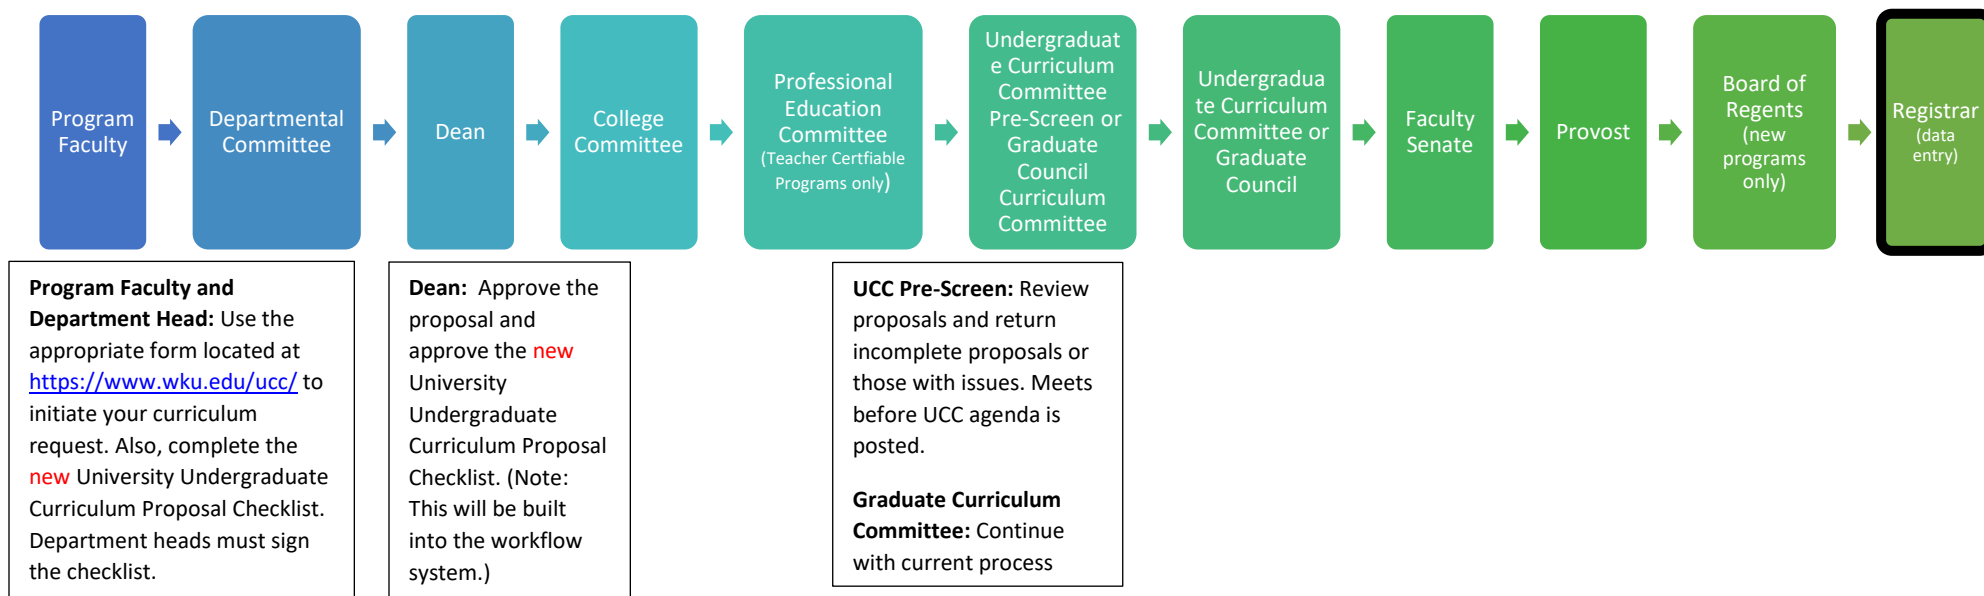 Program
Faculty
Departmental
Committee
Dean
College
Committee
Professional
Education
Committee
(Teacher Certfiable
Programs only)
Undergraduat
e Curriculum
Committee
Pre-Screen or
Graduate
Council
Curriculum
Committee
Undergradua
te Curriculum
Committee or
Graduate
Council
Faculty
Senate
Provost
Board of
Regents
(new
programs
only)
Registrar
(data
entry)
Program Faculty and
Department Head: Use the
appropriate form located at
https://www.wku.edu/ucc/ to
initiate your curriculum
request. Also, complete the
new University Undergraduate
Curriculum Proposal Checklist.
Department heads must sign
the checklist.
Dean: Approve the
proposal and
approve the new
University
Undergraduate
Curriculum Proposal
Checklist. (Note:
This will be built
into the workflow
system.)
UCC Pre-Screen: Review
proposals and return
incomplete proposals or
those with issues. Meets
before UCC agenda is
posted.
Graduate Curriculum
Committee: Continue
with current process